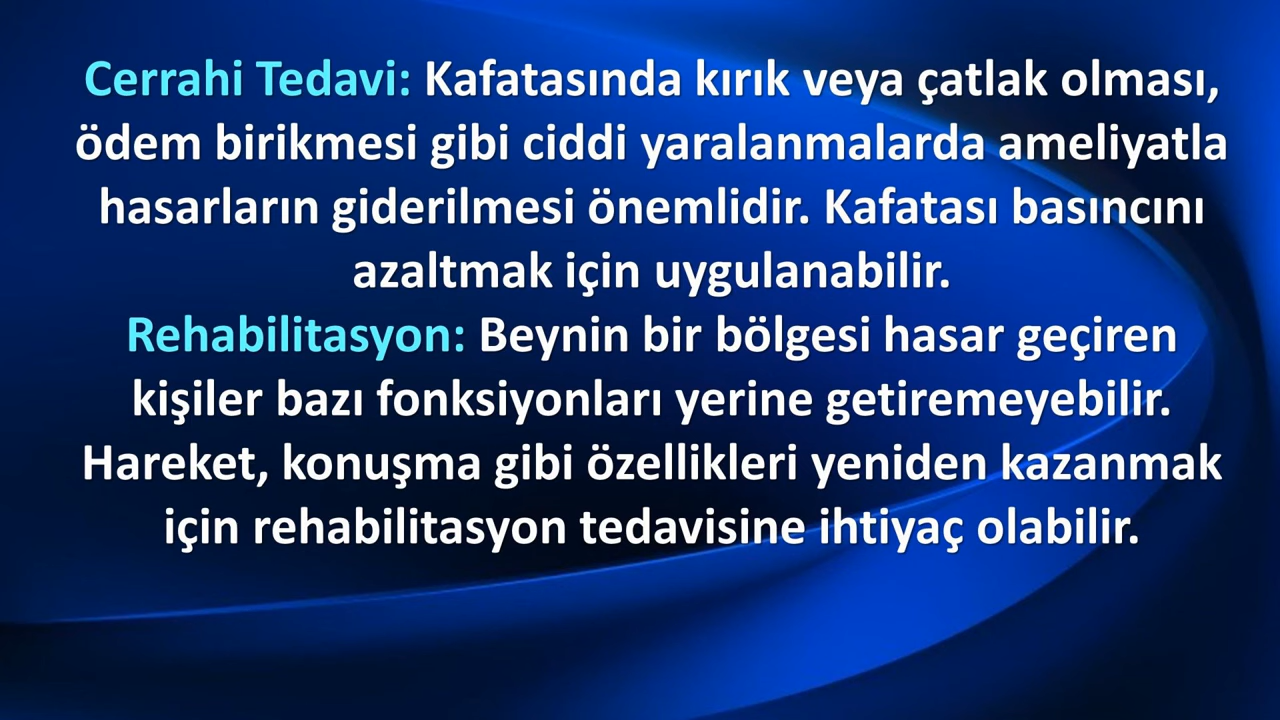 Cerrahi Tedavi: Kafatasında kırık veya çatlak olması,
ödem birikmesi gibi ciddi yaralanmalarda ameliyatla
hasarların giderilmesi önemlidir. Kafatası basıncını
azaltmak için uygulanabilir.
Rehabilitasyon: Beynin bir bölgesi hasar geçiren
kişiler bazı fonksiyonları yerine getiremeyebilir.
Hareket, konuşma gibi özellikleri yeniden kazanmak
için rehabilitasyon tedavisine ihtiyaç olabilir.